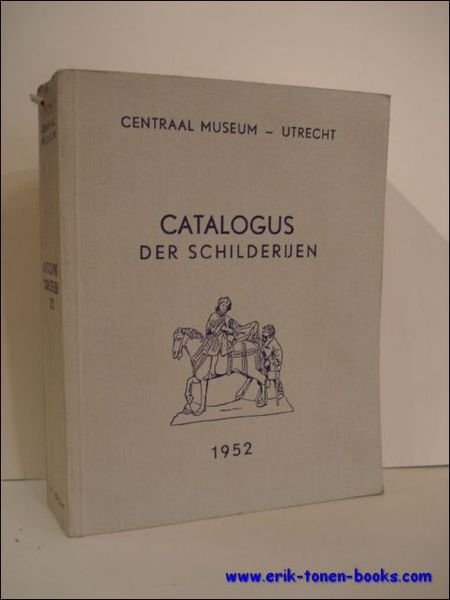 CENTRAAL MUSEUM – UTRECHT
CATALOGUS
DER SCHILDERIJEN
1952
www.erik-tonen-books.com